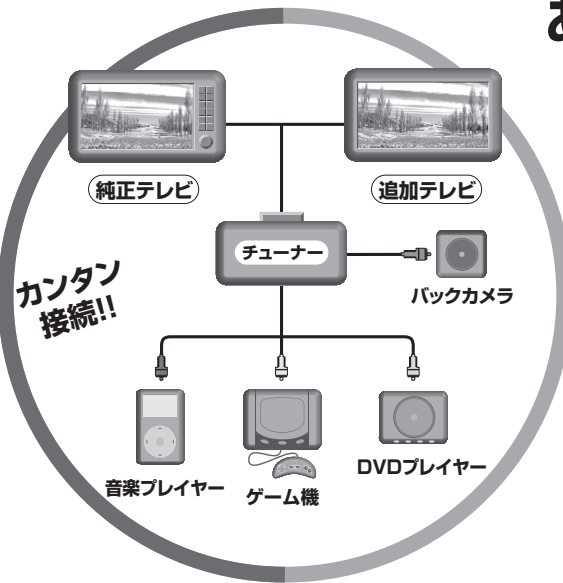 純正テレビ
追加テレビ
チューナー
バックカメラ
カンタン
接続!!
音楽プレイヤー
ゲーム機
DVDプレイヤー